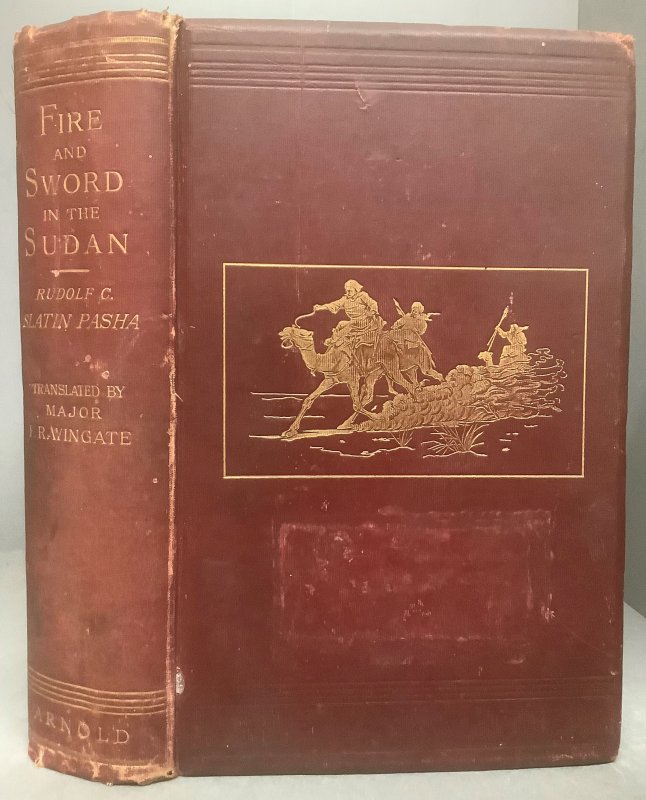 FIRE
AND
SWORD
IN THE
SUDAN
RUDOLF C.
SLATIN PASHA
TRANSLATED BY
MAJOR
F R. WINGATE
ARNOLD